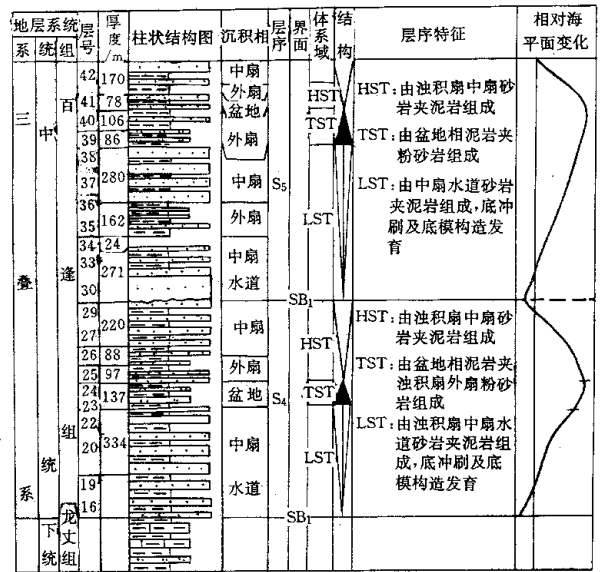 地层系统
系 统 组
层号
厚度/m
柱状结构图
沉积相
层序
界面
体系域
结构
层序特征
相对海平面变化
三叠系
中统
下统
百逢组
龙丈组
42 170
41 78
40 106
39 86
38
37 280
36
35 162
34 24
33
271
30
29
27 220
26 88
25 97
24
23 137
22
20 334
19
16
中扇
外扇
盆地
外扇
中扇
外扇
中扇
水道
中扇
外扇
盆地
中扇
水道
S5
S4
SB1
SB1
HST
TST
LST
HST
TST
LST
HST:由浊积扇中扇砂
岩夹泥岩组成
TST:由盆地相泥岩夹
粉砂岩组成
LST:由中扇水道砂岩
夹泥岩组成,底冲
刷及底模构造发
育
HST:由浊积扇中扇砂
岩夹泥岩组成
TST:由盆地相泥岩夹
浊积扇外扇粉砂
岩组成
LST:由浊积扇中扇水
道砂岩夹泥岩组
成,底冲刷及底
模构造发育